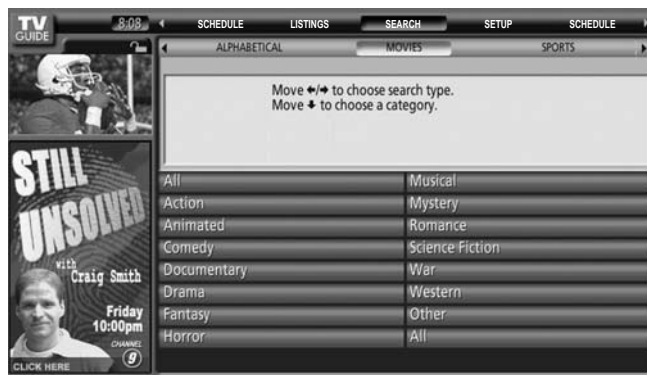 TV
GUIDE
8:08
SCHEDULE LISTINGS SEARCH SETUP SCHEDULE
ALPHABETICAL MOVIES SPORTS
Move ←/→ to choose search type.
Move ↓ to choose a category.
STILL
UNSOLVED
with
Craig Smith
Friday
10:00pm
CHANNEL
9
CLICK HERE
All Musical
Action Mystery
Animated Romance
Comedy Science Fiction
Documentary War
Drama Western
Fantasy Other
Horror All